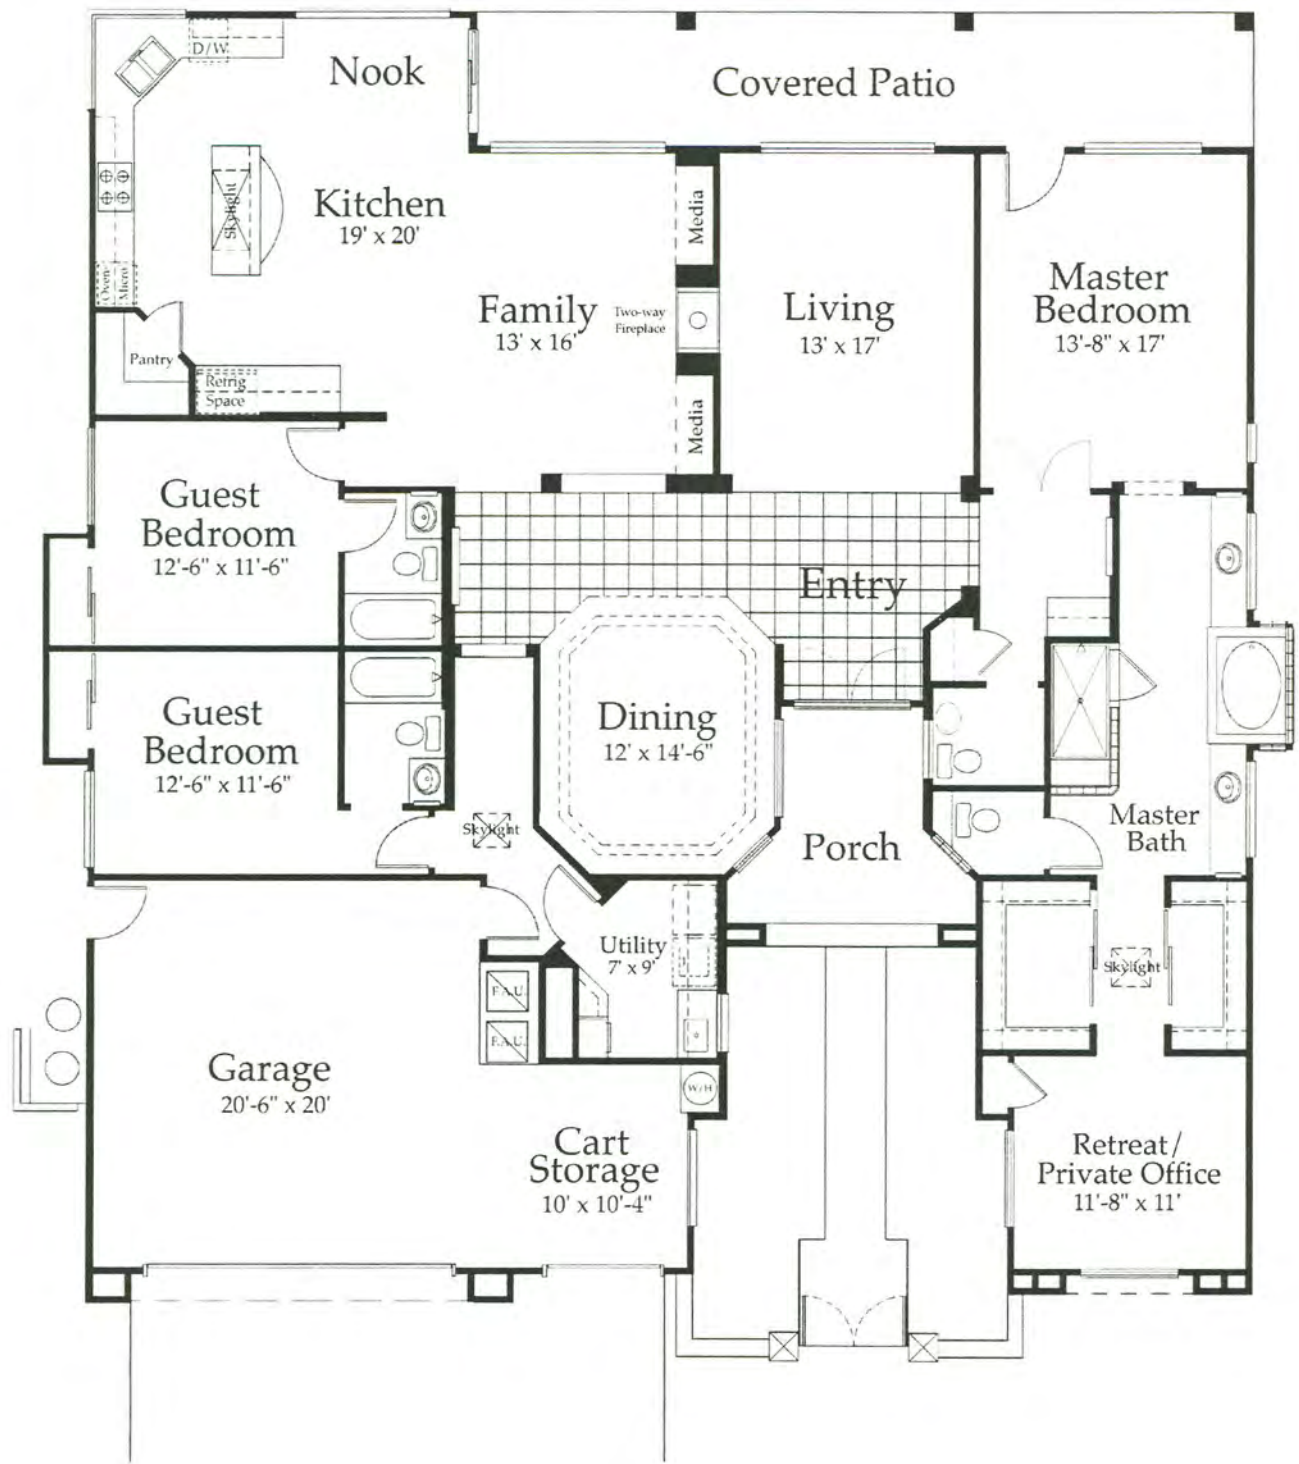 D/W
Nook
Covered Patio
Skylight
Kitchen
19' x 20'
Media
Oven
Micro
Family
13' x 16'
Two-way
Fireplace
Living
13' x 17'
Master
Bedroom
13'-8" x 17'
Pantry
Refrig
Space
Media
Guest
Bedroom
12'-6" x 11'-6"
Entry
Guest
Bedroom
12'-6" x 11'-6"
Dining
12' x 14'-6"
Skylight
Porch
Master
Bath
Utility
7' x 9'
Skylight
F.A.U.
F.A.U.
Garage
20'-6" x 20'
W/H
Cart
Storage
10' x 10'-4"
Retreat/
Private Office
11'-8" x 11'